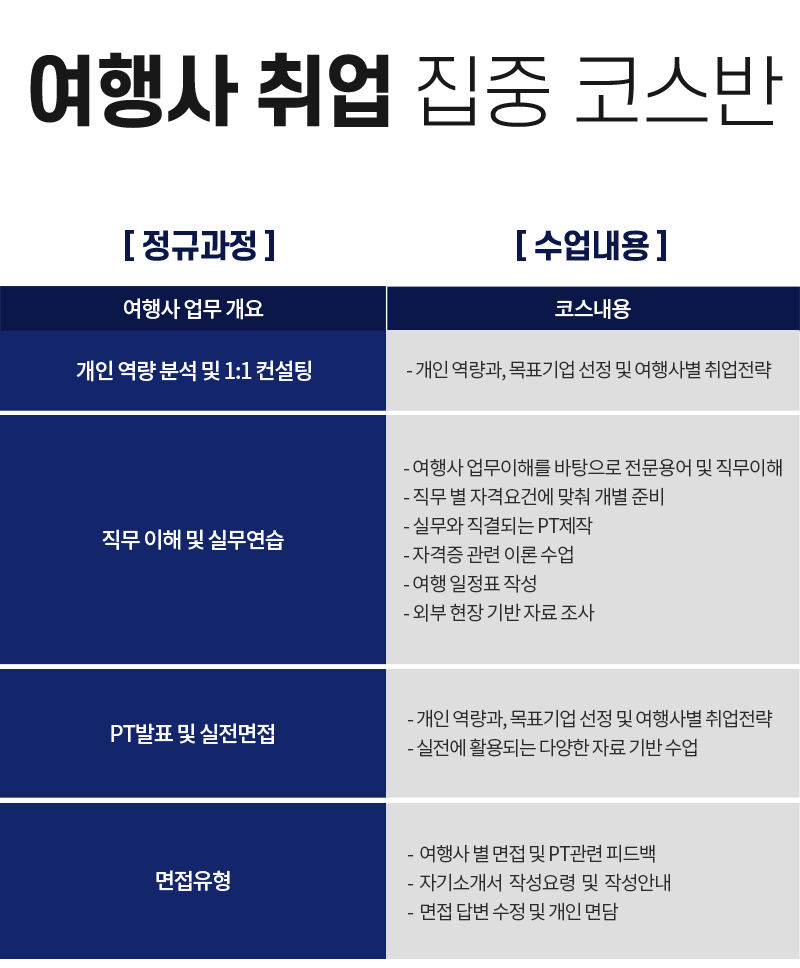 여행사 취업 집중 코스반
[ 정규과정 ]
[ 수업내용 ]
여행사 업무 개요
코스내용
개인 역량 분석 및 1:1 컨설팅
- 개인 역량과, 목표기업 선정 및 여행사별 취업전략
직무 이해 및 실무연습
- 여행사 업무이해를 바탕으로 전문용어 및 직무이해
- 직무 별 자격요건에 맞춰 개별 준비
- 실무와 직결되는 PT제작
- 자격증 관련 이론 수업
- 여행 일정표 작성
- 외부 현장 기반 자료 조사
PT발표 및 실전면접
- 개인 역량과, 목표기업 선정 및 여행사별 취업전략
- 실전에 활용되는 다양한 자료 기반 수업
면접유형
- 여행사 별 면접 및 PT관련 피드백
- 자기소개서 작성요령 및 작성안내
- 면접 답변 수정 및 개인 면담